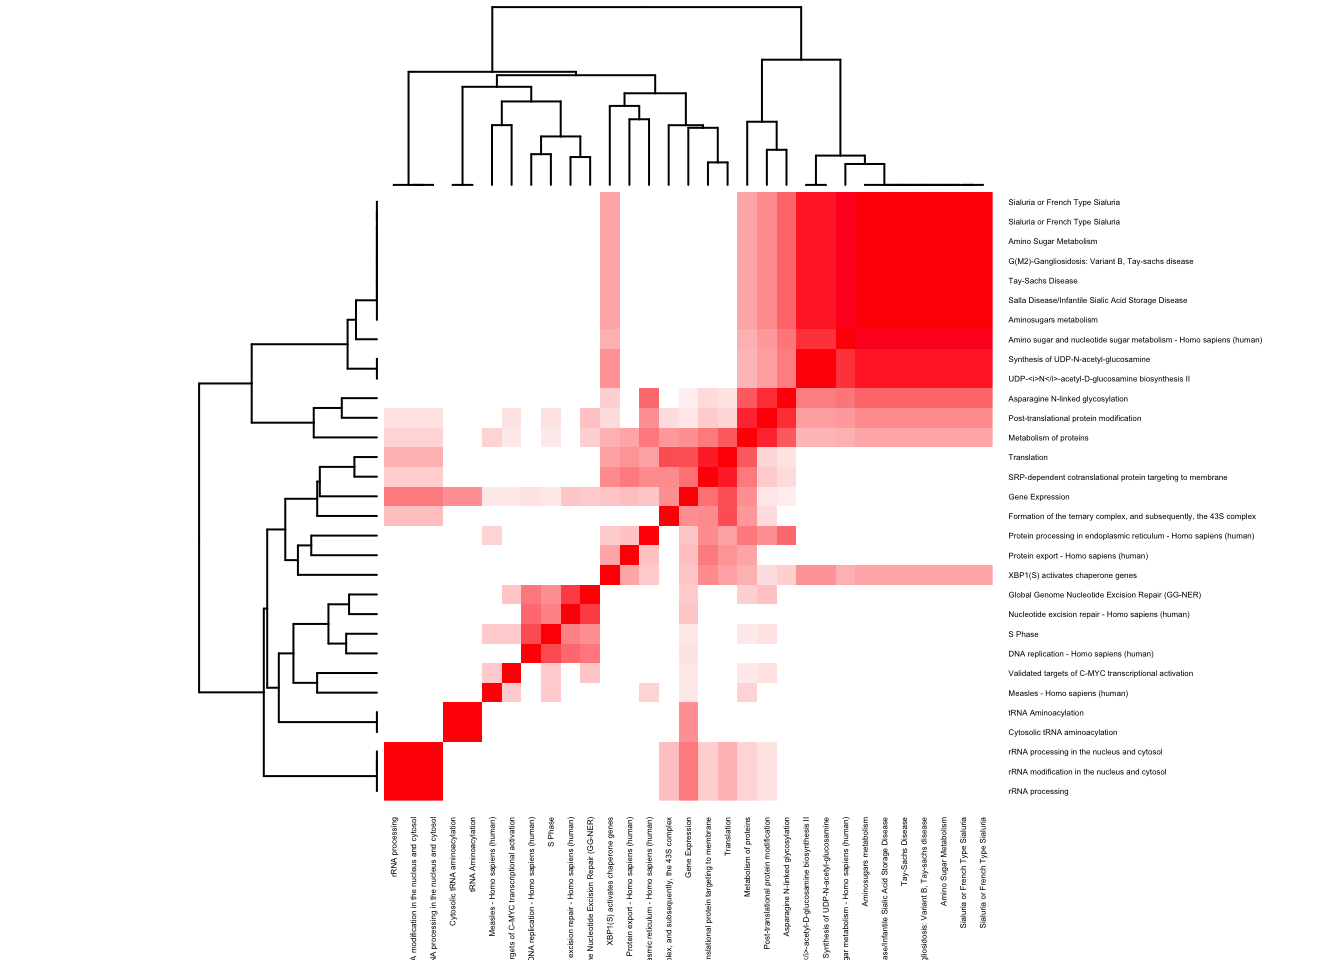 Sialuria or French Type Sialuria
Sialuria or French Type Sialuria
Amino Sugar Metabolism
G(M2)-Gangliosidosis: Variant B, Tay-sachs disease
Tay-Sachs Disease
Salla Disease/Infantile Sialic Acid Storage Disease
Aminosugars metabolism
Amino sugar and nucleotide sugar metabolism - Homo sapiens (human)
Synthesis of UDP-N-acetyl-glucosamine
UDP-<i>N</i>-acetyl-D-glucosamine biosynthesis II
Asparagine N-linked glycosylation
Post-translational protein modification
Metabolism of proteins
Translation
SRP-dependent cotranslational protein targeting to membrane
Gene Expression
Formation of the ternary complex, and subsequently, the 43S complex
Protein processing in endoplasmic reticulum - Homo sapiens (human)
Protein export - Homo sapiens (human)
XBP1(S) activates chaperone genes
Global Genome Nucleotide Excision Repair (GG-NER)
Nucleotide excision repair - Homo sapiens (human)
S Phase
DNA replication - Homo sapiens (human)
Validated targets of C-MYC transcriptional activation
Measles - Homo sapiens (human)
tRNA Aminoacylation
Cytosolic tRNA aminoacylation
rRNA processing in the nucleus and cytosol
rRNA modification in the nucleus and cytosol
rRNA processing
rRNA processing
A modification in the nucleus and cytosol
NA processing in the nucleus and cytosol
Cytosolic tRNA aminoacylation
tRNA Aminoacylation
Measles - Homo sapiens (human)
rgets of C-MYC transcriptional activation
DNA replication - Homo sapiens (human)
S Phase
excision repair - Homo sapiens (human)
e Nucleotide Excision Repair (GG-NER)
XBP1(S) activates chaperone genes
Protein export - Homo sapiens (human)
asmic reticulum - Homo sapiens (human)
plex, and subsequently, the 43S complex
Gene Expression
nslational protein targeting to membrane
Translation
Metabolism of proteins
Post-translational protein modification
Asparagine N-linked glycosylation
</i>-acetyl-D-glucosamine biosynthesis II
Synthesis of UDP-N-acetyl-glucosamine
gar metabolism - Homo sapiens (human)
Aminosugars metabolism
ase/Infantile Sialic Acid Storage Disease
Tay-Sachs Disease
gliosidosis: Variant B, Tay-sachs disease
Amino Sugar Metabolism
Sialuria or French Type Sialuria
Sialuria or French Type Sialuria